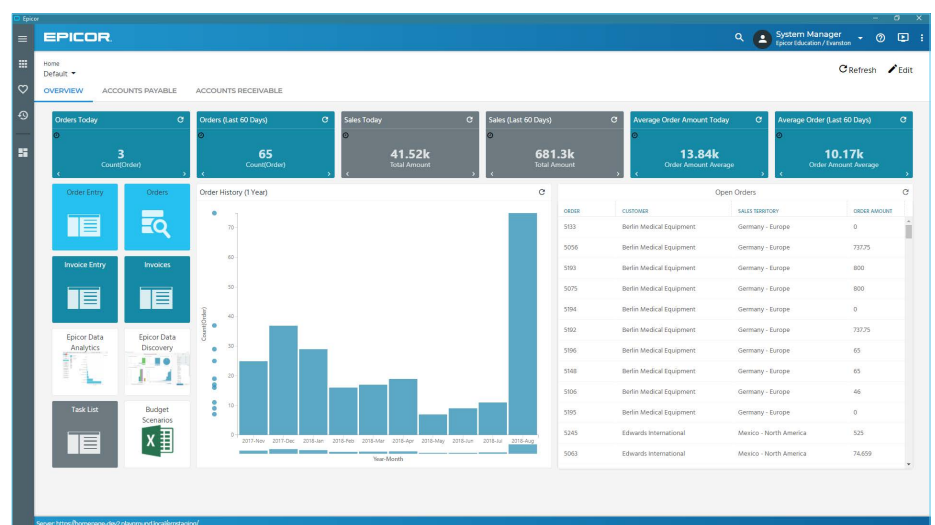 Epicor
EPICOR
System Manager
Epicor Education / Evanston
Home
Default
Refresh
Edit
OVERVIEW
ACCOUNTS PAYABLE
ACCOUNTS RECEIVABLE
Orders Today
3
Count(Order)
Orders (Last 60 Days)
65
Count(Order)
Sales Today
41.52k
Total Amount
Sales (Last 60 Days)
681.3k
Total Amount
Average Order Amount Today
13.84k
Order Amount Average
Average Order (Last 60 Days)
10.17k
Order Amount Average
Order Entry
Orders
Invoice Entry
Invoices
Epicor Data
Analytics
Epicor Data
Discovery
Task List
Budget
Scenarios
Order History (1 Year)
Count(Order)
70
60
50
40
30
20
10
0
2017-Nov 2017-Dec 2018-Jan 2018-Feb 2018-Mar 2018-Apr 2018-May 2018-Jun 2018-Jul 2018-Aug
Year-Month
Open Orders
ORDER CUSTOMER SALES TERRITORY ORDER AMOUNT
5133 Berlin Medical Equipment Germany - Europe 0
5056 Berlin Medical Equipment Germany - Europe 737.75
5193 Berlin Medical Equipment Germany - Europe 800
5075 Berlin Medical Equipment Germany - Europe 800
5194 Berlin Medical Equipment Germany - Europe 0
5192 Berlin Medical Equipment Germany - Europe 737.75
5196 Berlin Medical Equipment Germany - Europe 65
5148 Berlin Medical Equipment Germany - Europe 65
5106 Berlin Medical Equipment Germany - Europe 46
5195 Berlin Medical Equipment Germany - Europe 0
5245 Edwards International Mexico - North America 525
5063 Edwards International Mexico - North America 74.659